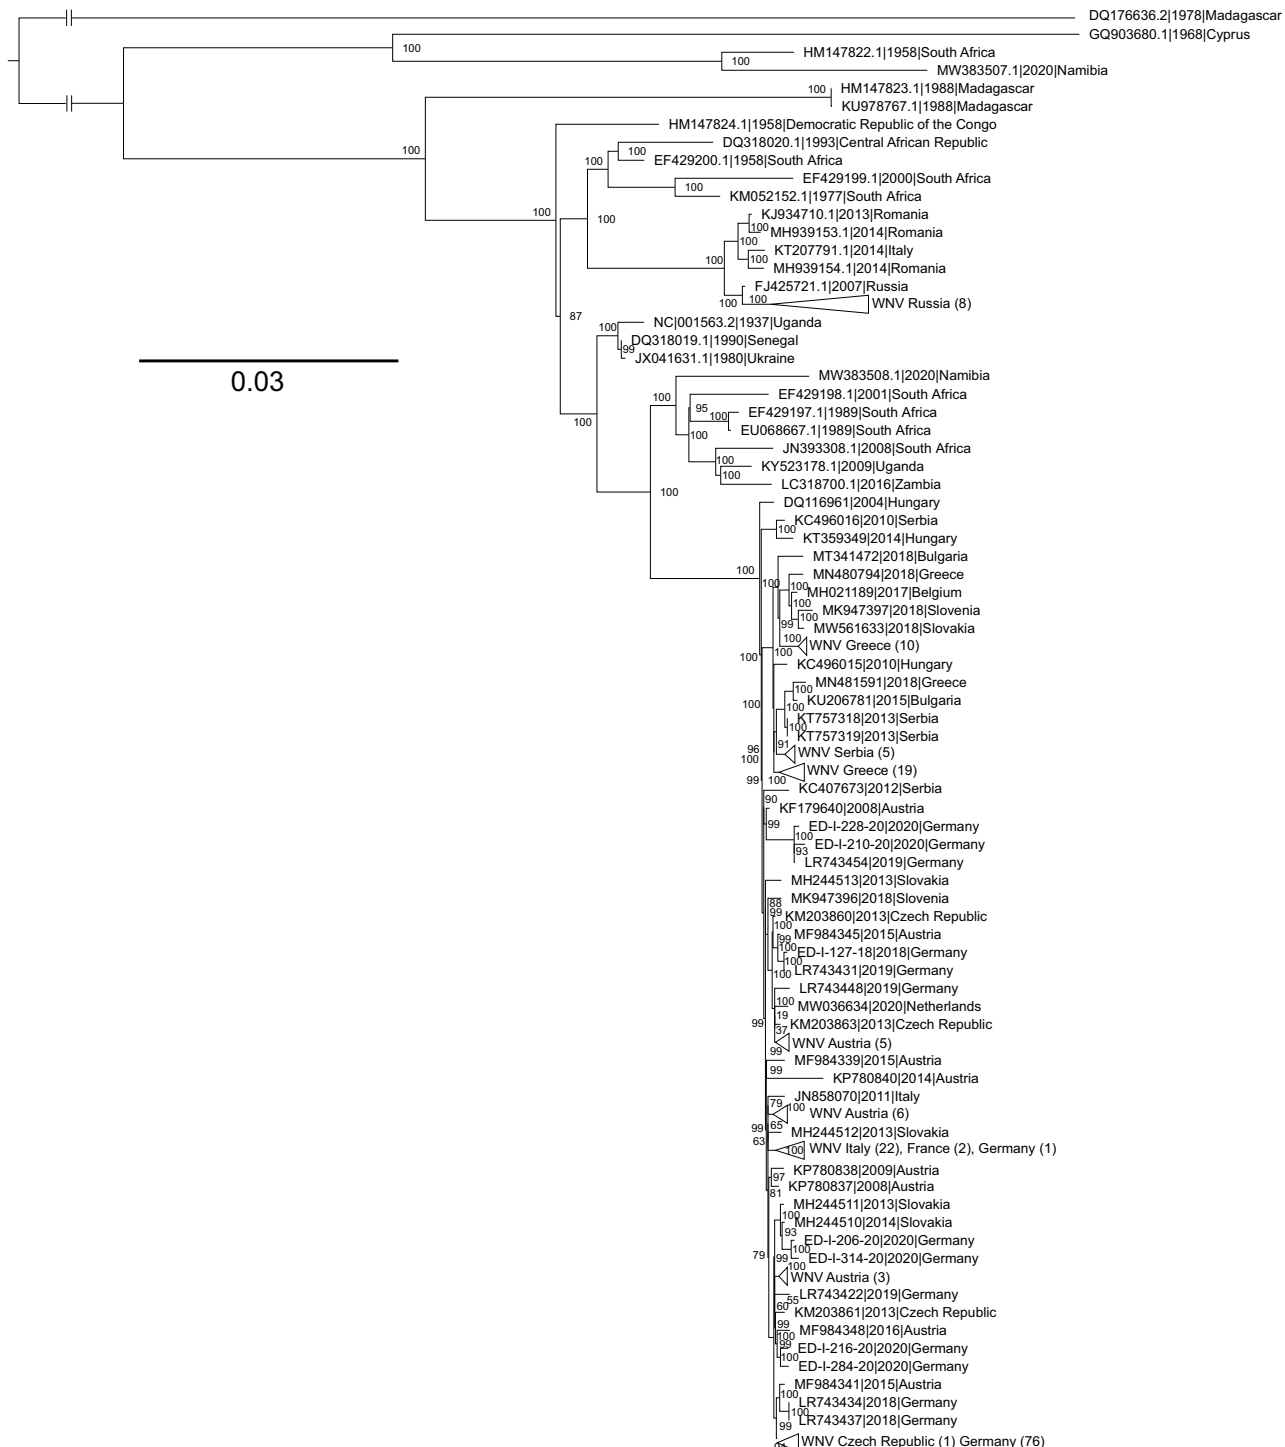 DQ176636.2|1978|Madagascar
GQ903680.1|1968|Cyprus
100
HM147822.1|1958|South Africa
100
MW383507.1|2020|Namibia
HM147823.1|1988|Madagascar
100
KU978767.1|1988|Madagascar
HM147824.1|1958|Democratic Republic of the Congo
DQ318020.1|1993|Central African Republic
100
100
EF429200.1|1958|South Africa
100
EF429199.1|2000|South Africa
100
KM052152.1|1977|South Africa
100
100
KJ934710.1|2013|Romania
100
MH939153.1|2014|Romania
100
KT207791.1|2014|Italy
100
100
MH939154.1|2014|Romania
FJ425721.1|2007|Russia
100
100
WNV Russia (8)
87
NC|001563.2|1937|Uganda
100
DQ318019.1|1990|Senegal
99
JX041631.1|1980|Ukraine
0.03
MW383508.1|2020|Namibia
100
EF429198.1|2001|South Africa
95
100
EF429197.1|1989|South Africa
100
100
EU068667.1|1989|South Africa
JN393308.1|2008|South Africa
100
KY523178.1|2009|Uganda
100
LC318700.1|2016|Zambia
100
DQ116961|2004|Hungary
KC496016|2010|Serbia
100
KT359349|2014|Hungary
MT341472|2018|Bulgaria
100
MN480794|2018|Greece
100
100
MH021189|2017|Belgium
100
MK947397|2018|Slovenia
100
99
MW561633|2018|Slovakia
100
WNV Greece (10)
100
100
KC496015|2010|Hungary
MN481591|2018|Greece
100
KU206781|2015|Bulgaria
100
100
KT757318|2013|Serbia
100
KT757319|2013|Serbia
91
96
WNV Serbia (5)
100
WNV Greece (19)
99
100
KC407673|2012|Serbia
90
KF179640|2008|Austria
99
ED-I-228-20|2020|Germany
100
ED-I-210-20|2020|Germany
93
LR743454|2019|Germany
MH244513|2013|Slovakia
MK947396|2018|Slovenia
88
99
KM203860|2013|Czech Republic
100
MF984345|2015|Austria
99
100
ED-I-127-18|2018|Germany
100
LR743431|2019|Germany
100
LR743448|2019|Germany
100
MW036634|2020|Netherlands
19
99
KM203863|2013|Czech Republic
37
WNV Austria (5)
99
MF984339|2015|Austria
99
KP780840|2014|Austria
JN858070|2011|Italy
79
100
WNV Austria (6)
65
99
MH244512|2013|Slovakia
63
100
WNV Italy (22), France (2), Germany (1)
KP780838|2009|Austria
97
KP780837|2008|Austria
81
MH244511|2013|Slovakia
100
MH244510|2014|Slovakia
93
ED-I-206-20|2020|Germany
100
79
99
ED-I-314-20|2020|Germany
100
WNV Austria (3)
LR743422|2019|Germany
55
60
KM203861|2013|Czech Republic
99
MF984348|2016|Austria
100
99
ED-I-216-20|2020|Germany
100
ED-I-284-20|2020|Germany
MF984341|2015|Austria
100
LR743434|2018|Germany
100
LR743437|2018|Germany
99
WNV Czech Republic (1) Germany (76)